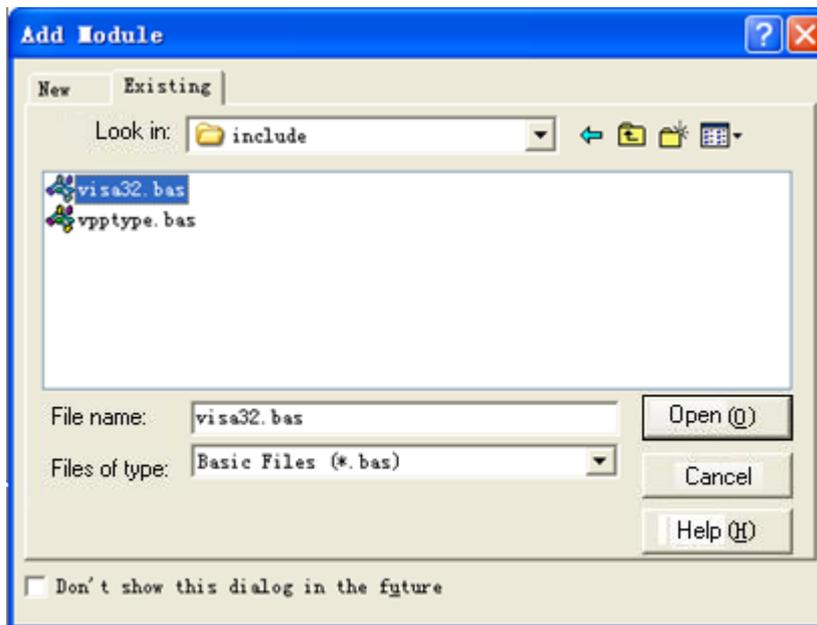 Add Module
New Existing
Look in: include
visa32.bas
vpptype.bas
File name: visa32.bas Open (O)
Files of type: Basic Files (*.bas)
Cancel
Help (H)
Don't show this dialog in the future